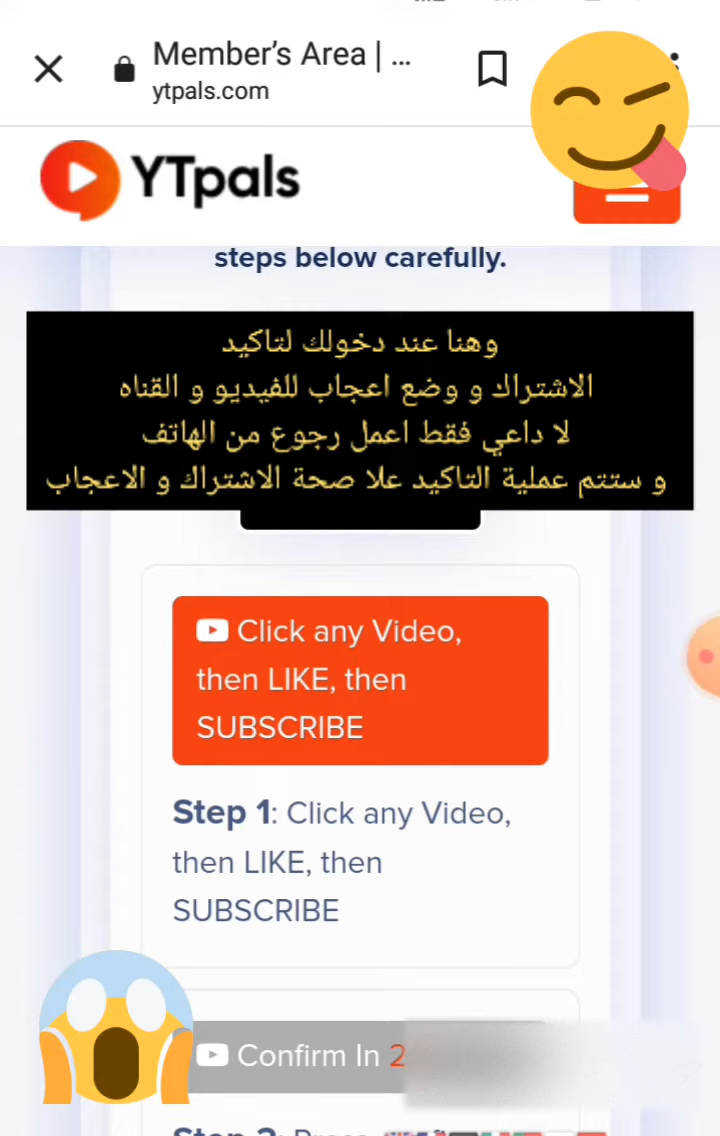 Member’s Area | ...
ytpals.com
YTpals
steps below carefully.
وهنا عند دخولك لتاكيد
الاشتراك و وضع اعجاب للفيديو و القناه
لا داعي فقط اعمل رجوع من الهاتف
و ستتم عملية التاكيد علا صحة الاشتراك و الاعجاب
Click any Video,
then LIKE, then
SUBSCRIBE
Step 1: Click any Video,
then LIKE, then
SUBSCRIBE
Confirm In 2